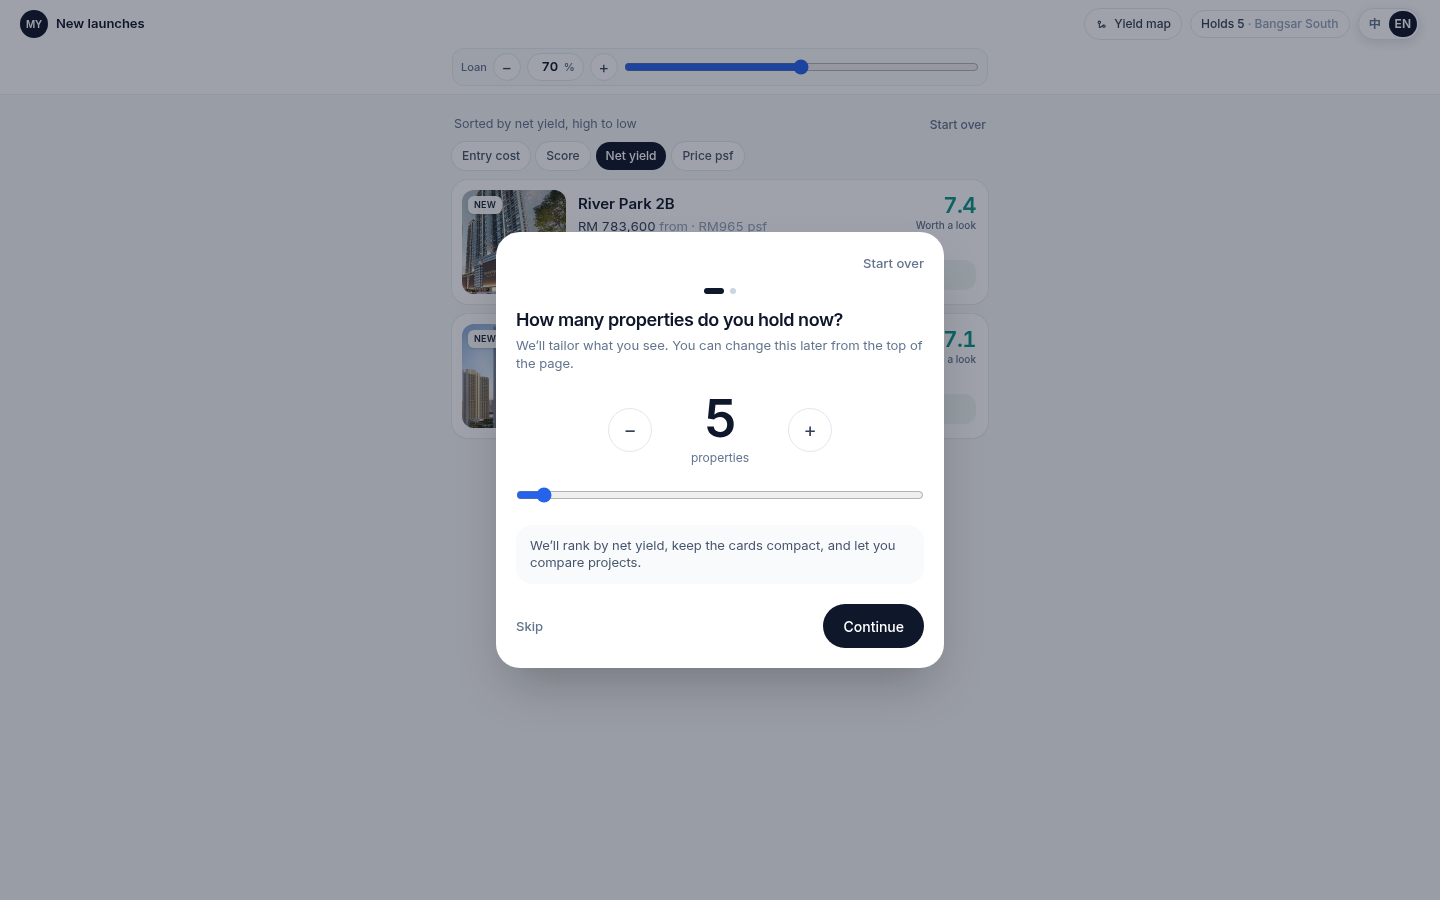 MY
New launches
Yield map
Holds 5 · Bangsar South
中
EN
Loan
−
70 %
+
Sorted by net yield, high to low
Start over
Entry cost
Score
Net yield
Price psf
NEW
River Park 2B
RM 783,600 from · RM965 psf
7.4
Worth a look
NEW
7.1
a look
Start over
How many properties do you hold now?
We’ll tailor what you see. You can change this later from the top of
the page.
−
5
+
properties
We’ll rank by net yield, keep the cards compact, and let you
compare projects.
Skip
Continue